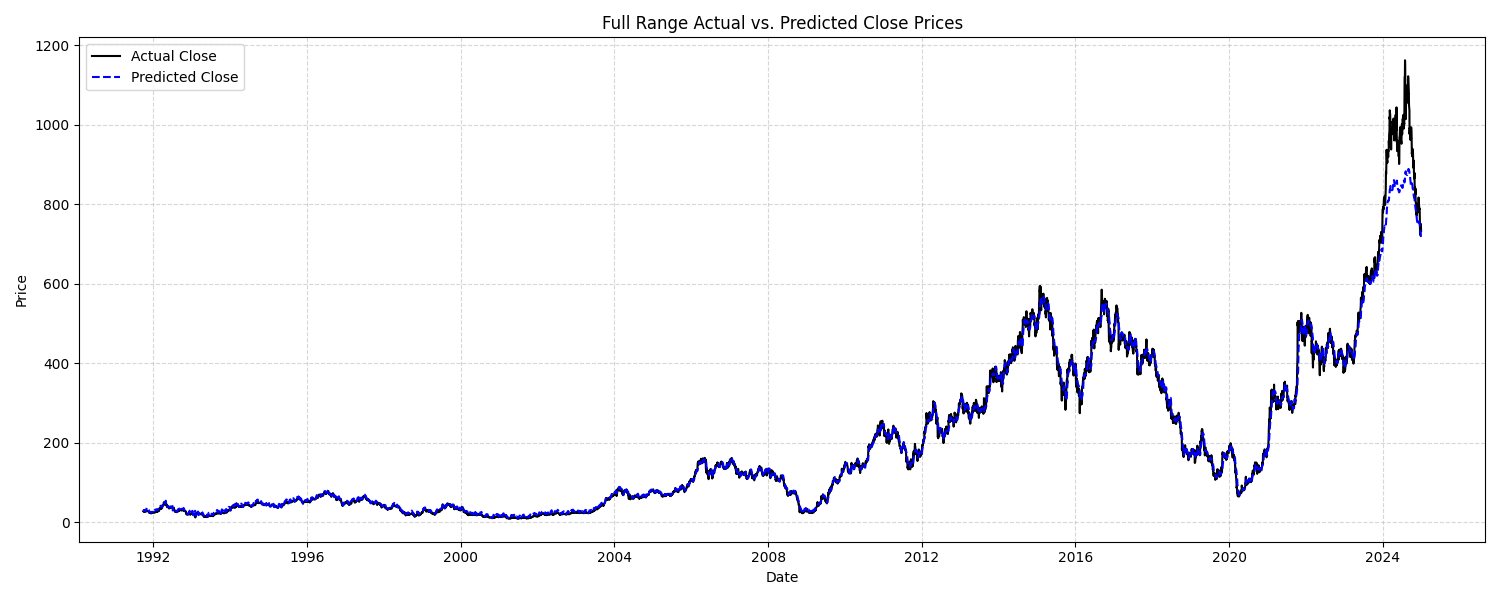 Full Range Actual vs. Predicted Close Prices
Actual Close
Predicted Close
1200
1000
800
600
400
200
0
Price
1992 1996 2000 2004 2008 2012 2016 2020 2024
Date